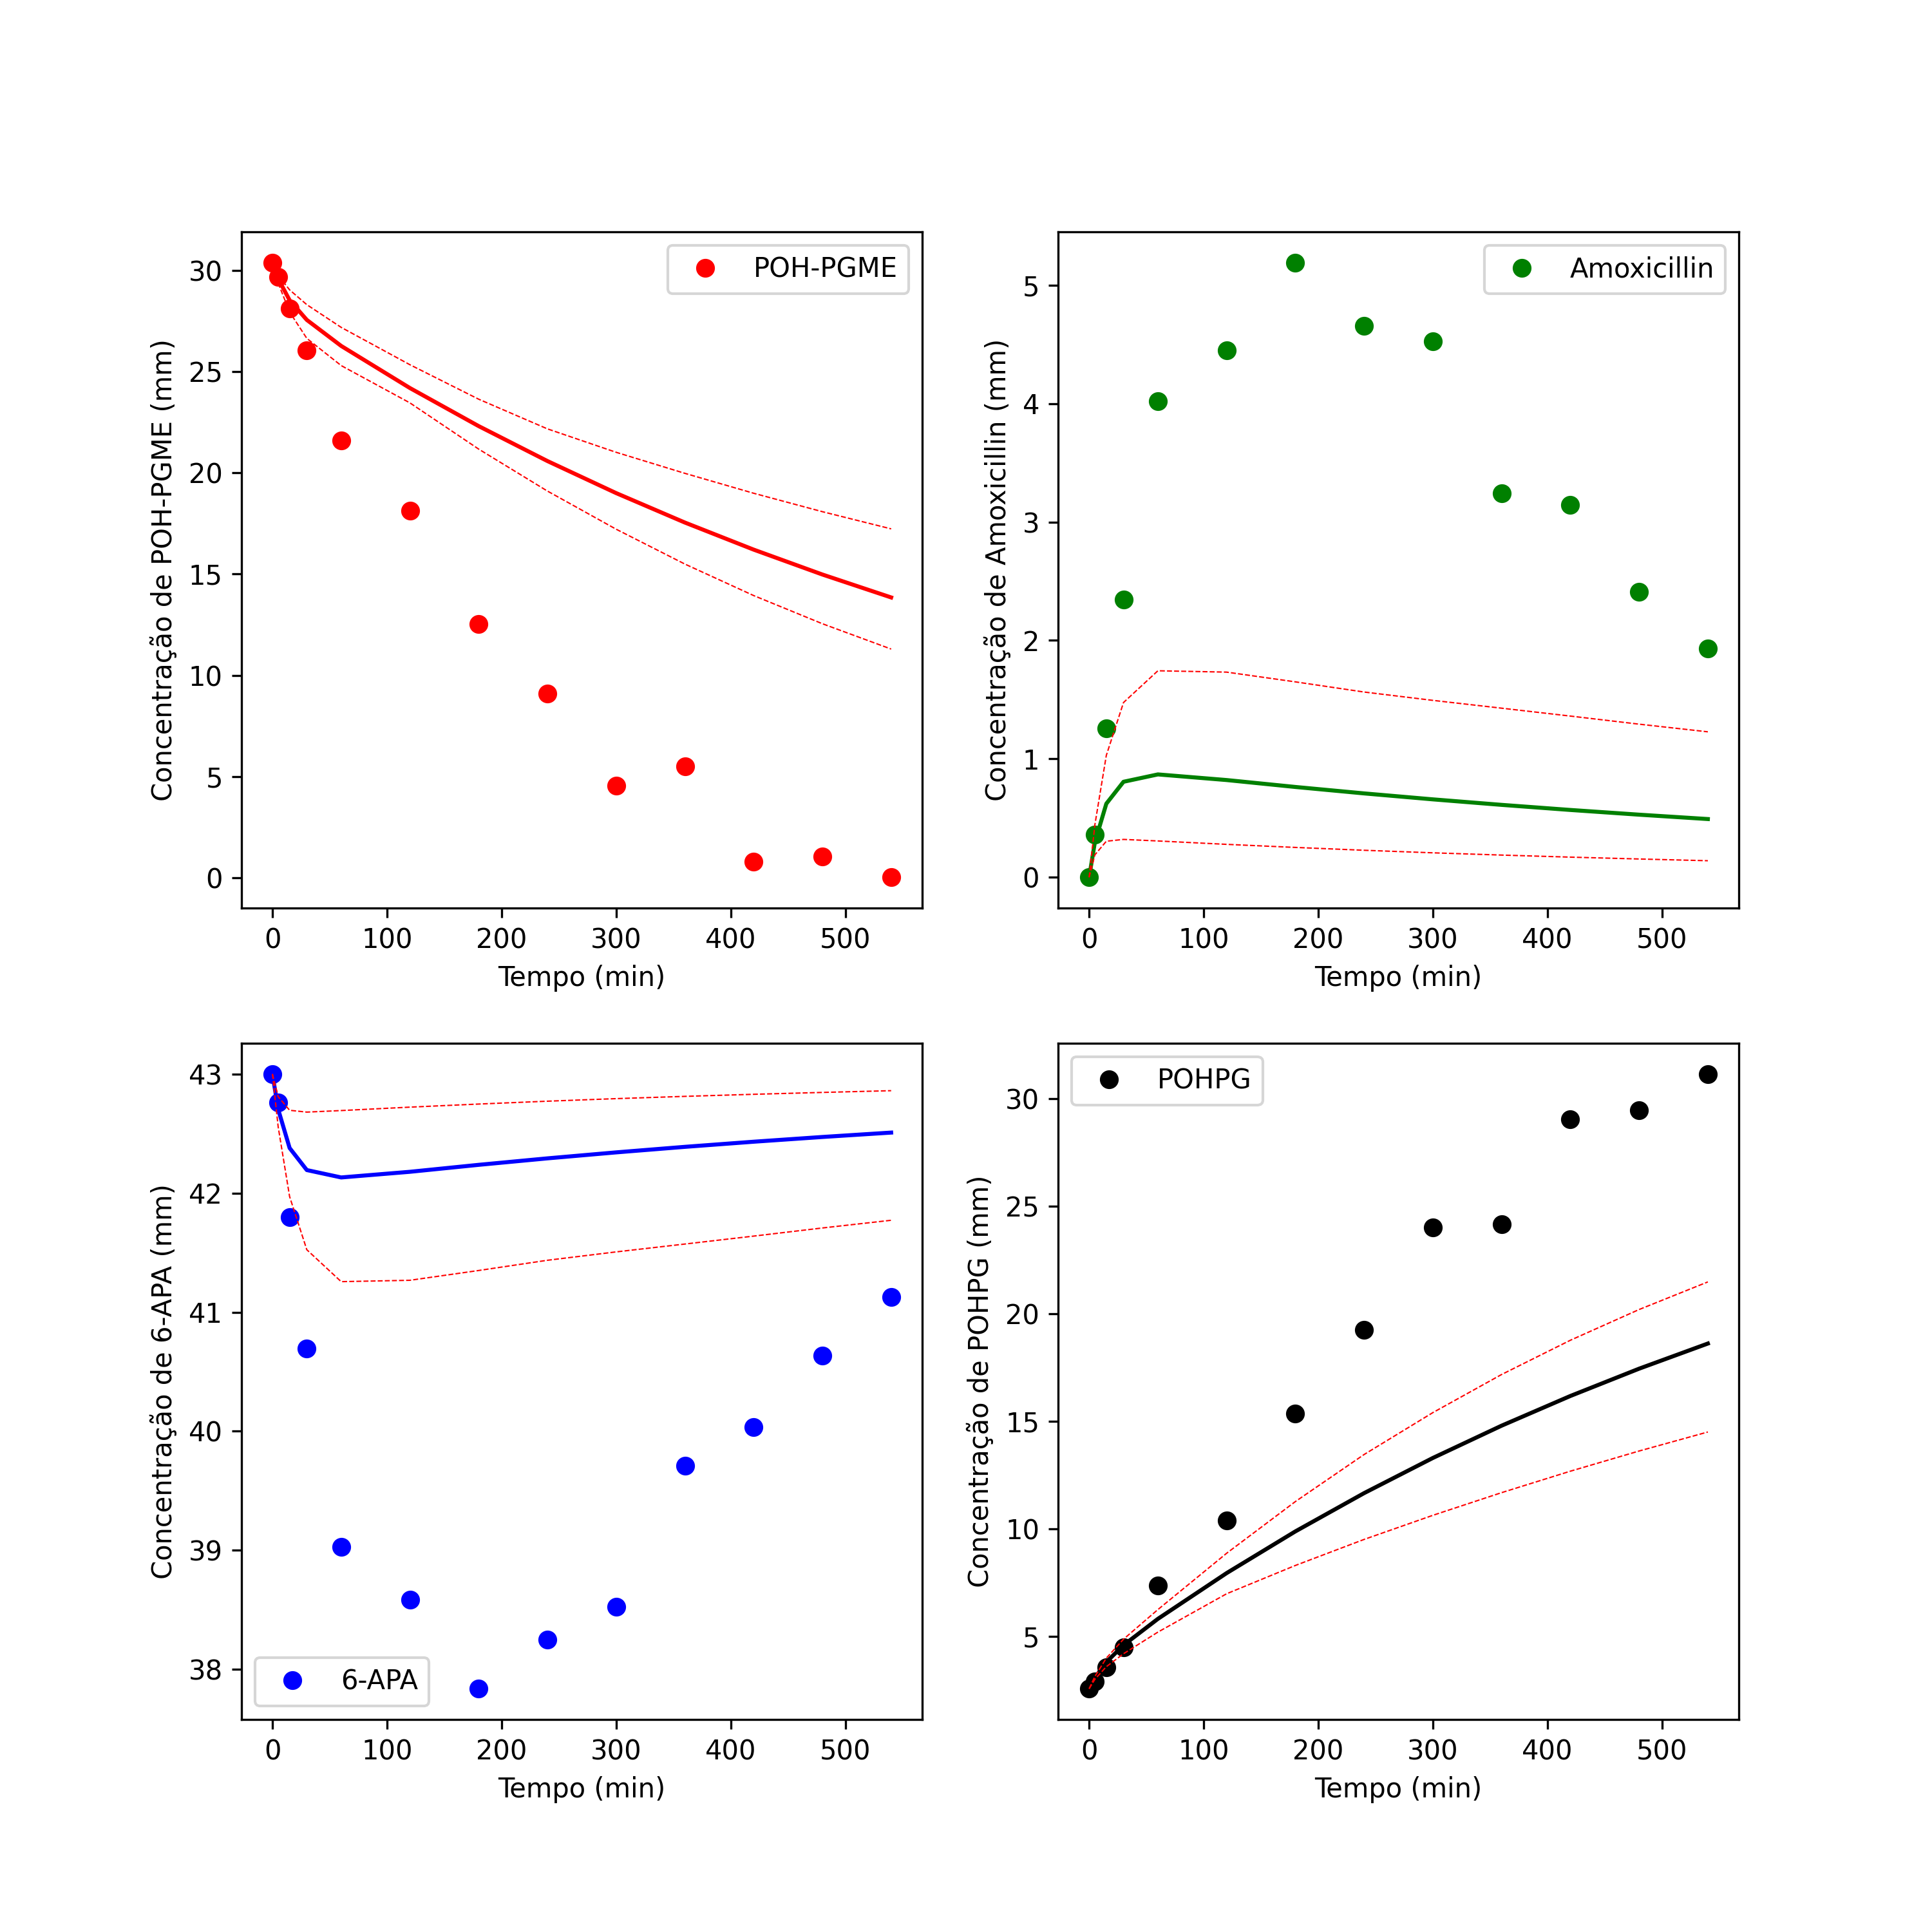 POH-PGME
30
25
20
15
10
5
0
Concentração de POH-PGME (mm)
0 100 200 300 400 500
Tempo (min)
Amoxicillin
5
4
3
2
1
0
Concentração de Amoxicillin (mm)
0 100 200 300 400 500
Tempo (min)
43
42
41
40
39
38
Concentração de 6-APA (mm)
6-APA
0 100 200 300 400 500
Tempo (min)
POHPG
30
25
20
15
10
5
Concentração de POHPG (mm)
0 100 200 300 400 500
Tempo (min)